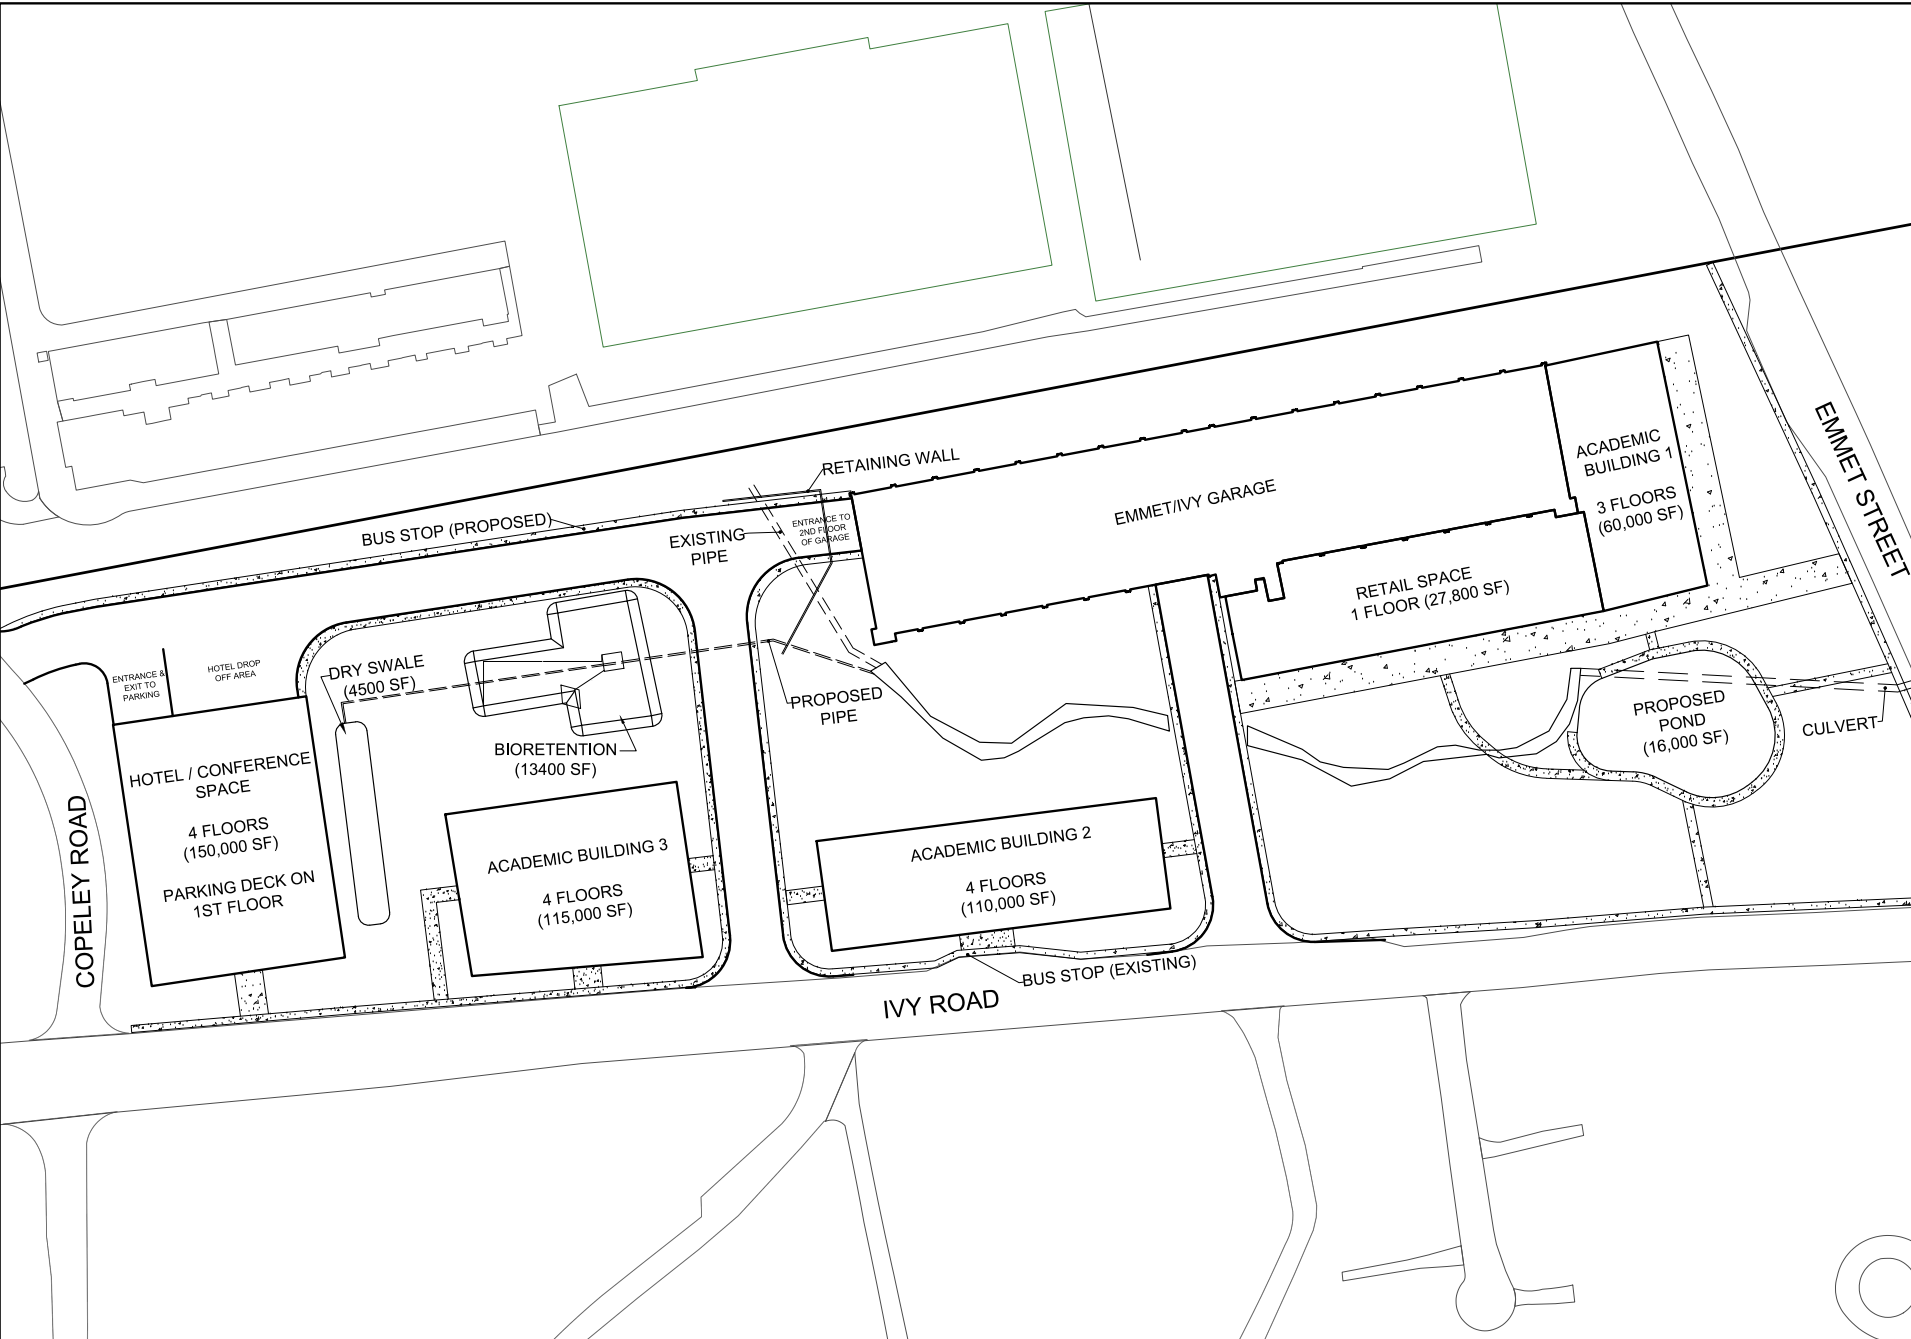 RETAINING WALL
BUS STOP (PROPOSED)
EXISTING
PIPE
ENTRANCE TO
2ND FLOOR
OF GARAGE
EMMET/IVY GARAGE
ACADEMIC
BUILDING 1
3 FLOORS
(60,000 SF)
EMMET STREET
RETAIL SPACE
1 FLOOR (27,800 SF)
ENTRANCE &
EXIT TO
PARKING
HOTEL DROP
OFF AREA
DRY SWALE
(4500 SF)
PROPOSED
PIPE
BIORETENTION
(13400 SF)
PROPOSED
POND
(16,000 SF)
CULVERT
HOTEL / CONFERENCE
SPACE
4 FLOORS
(150,000 SF)
PARKING DECK ON
1ST FLOOR
COPELEY ROAD
ACADEMIC BUILDING 3
4 FLOORS
(115,000 SF)
ACADEMIC BUILDING 2
4 FLOORS
(110,000 SF)
BUS STOP (EXISTING)
IVY ROAD